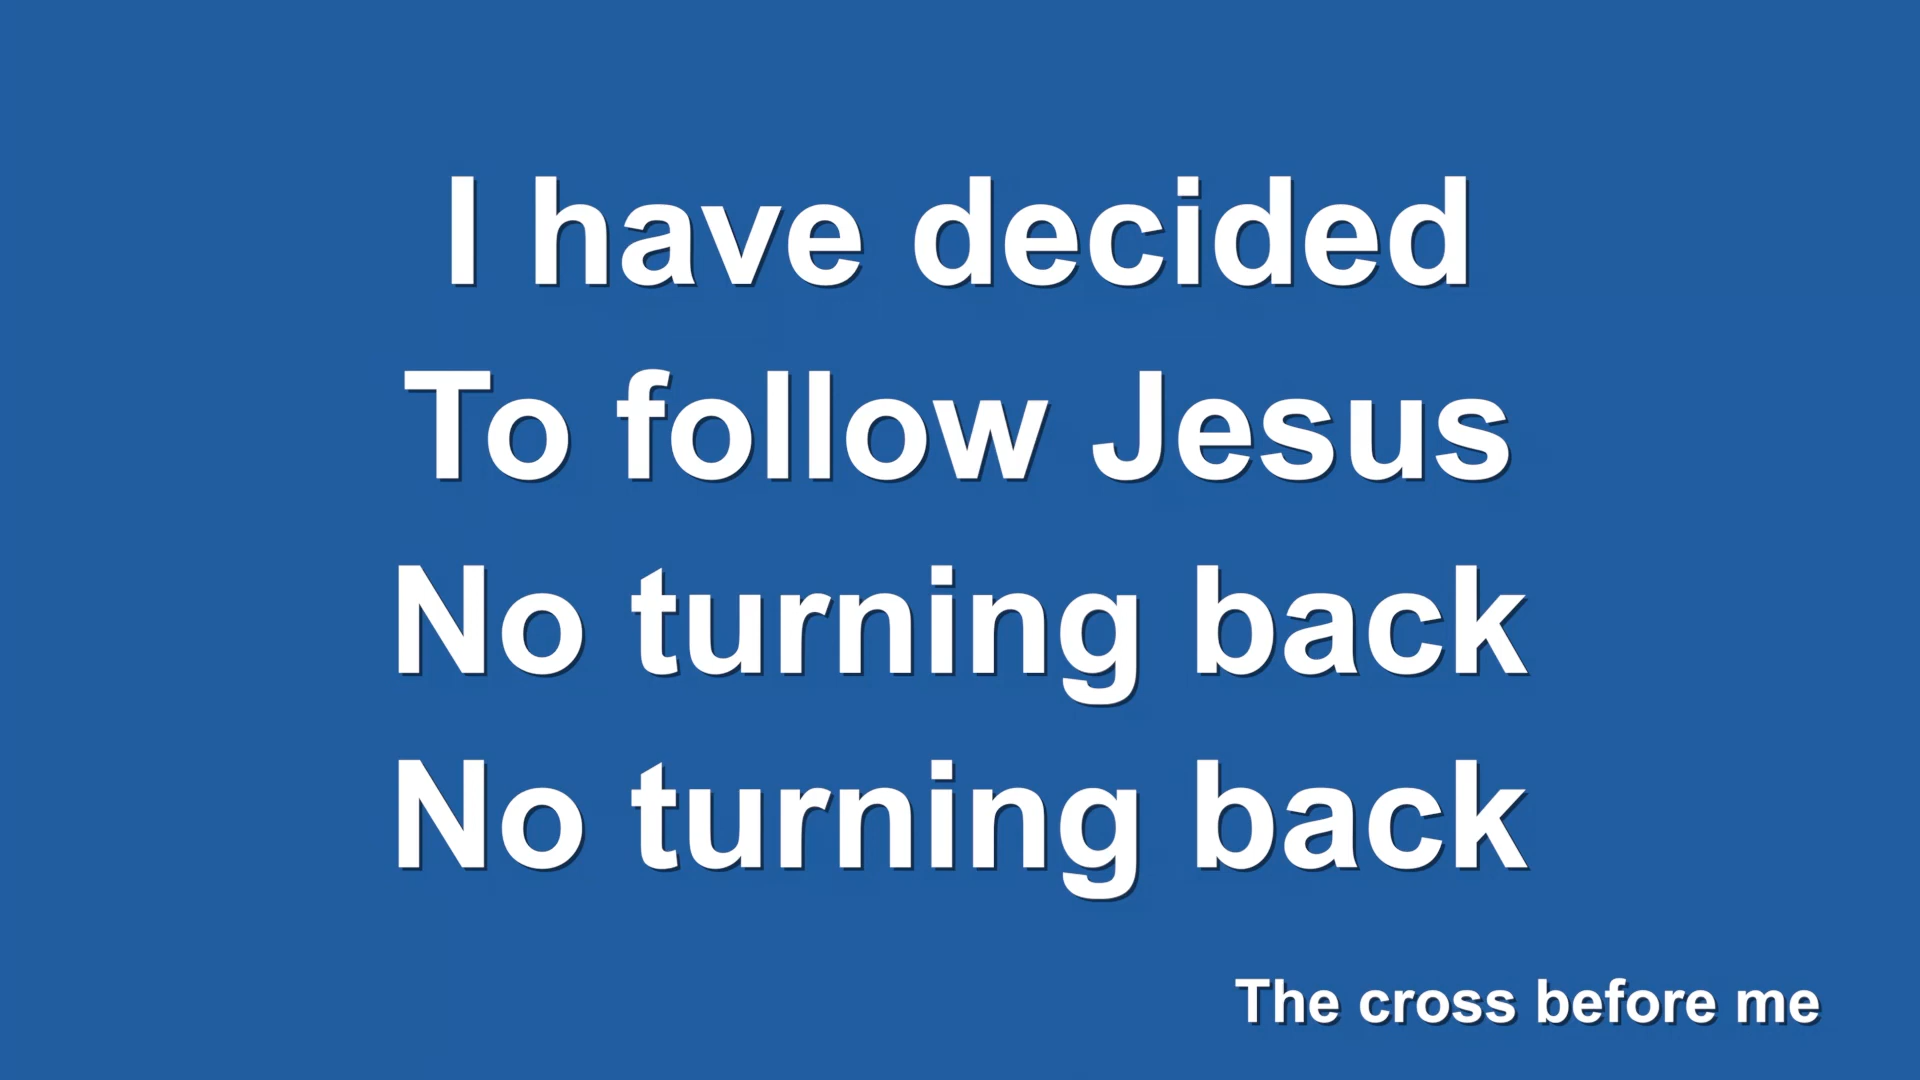 I have decided
To follow Jesus
No turning back
No turning back
The cross before me